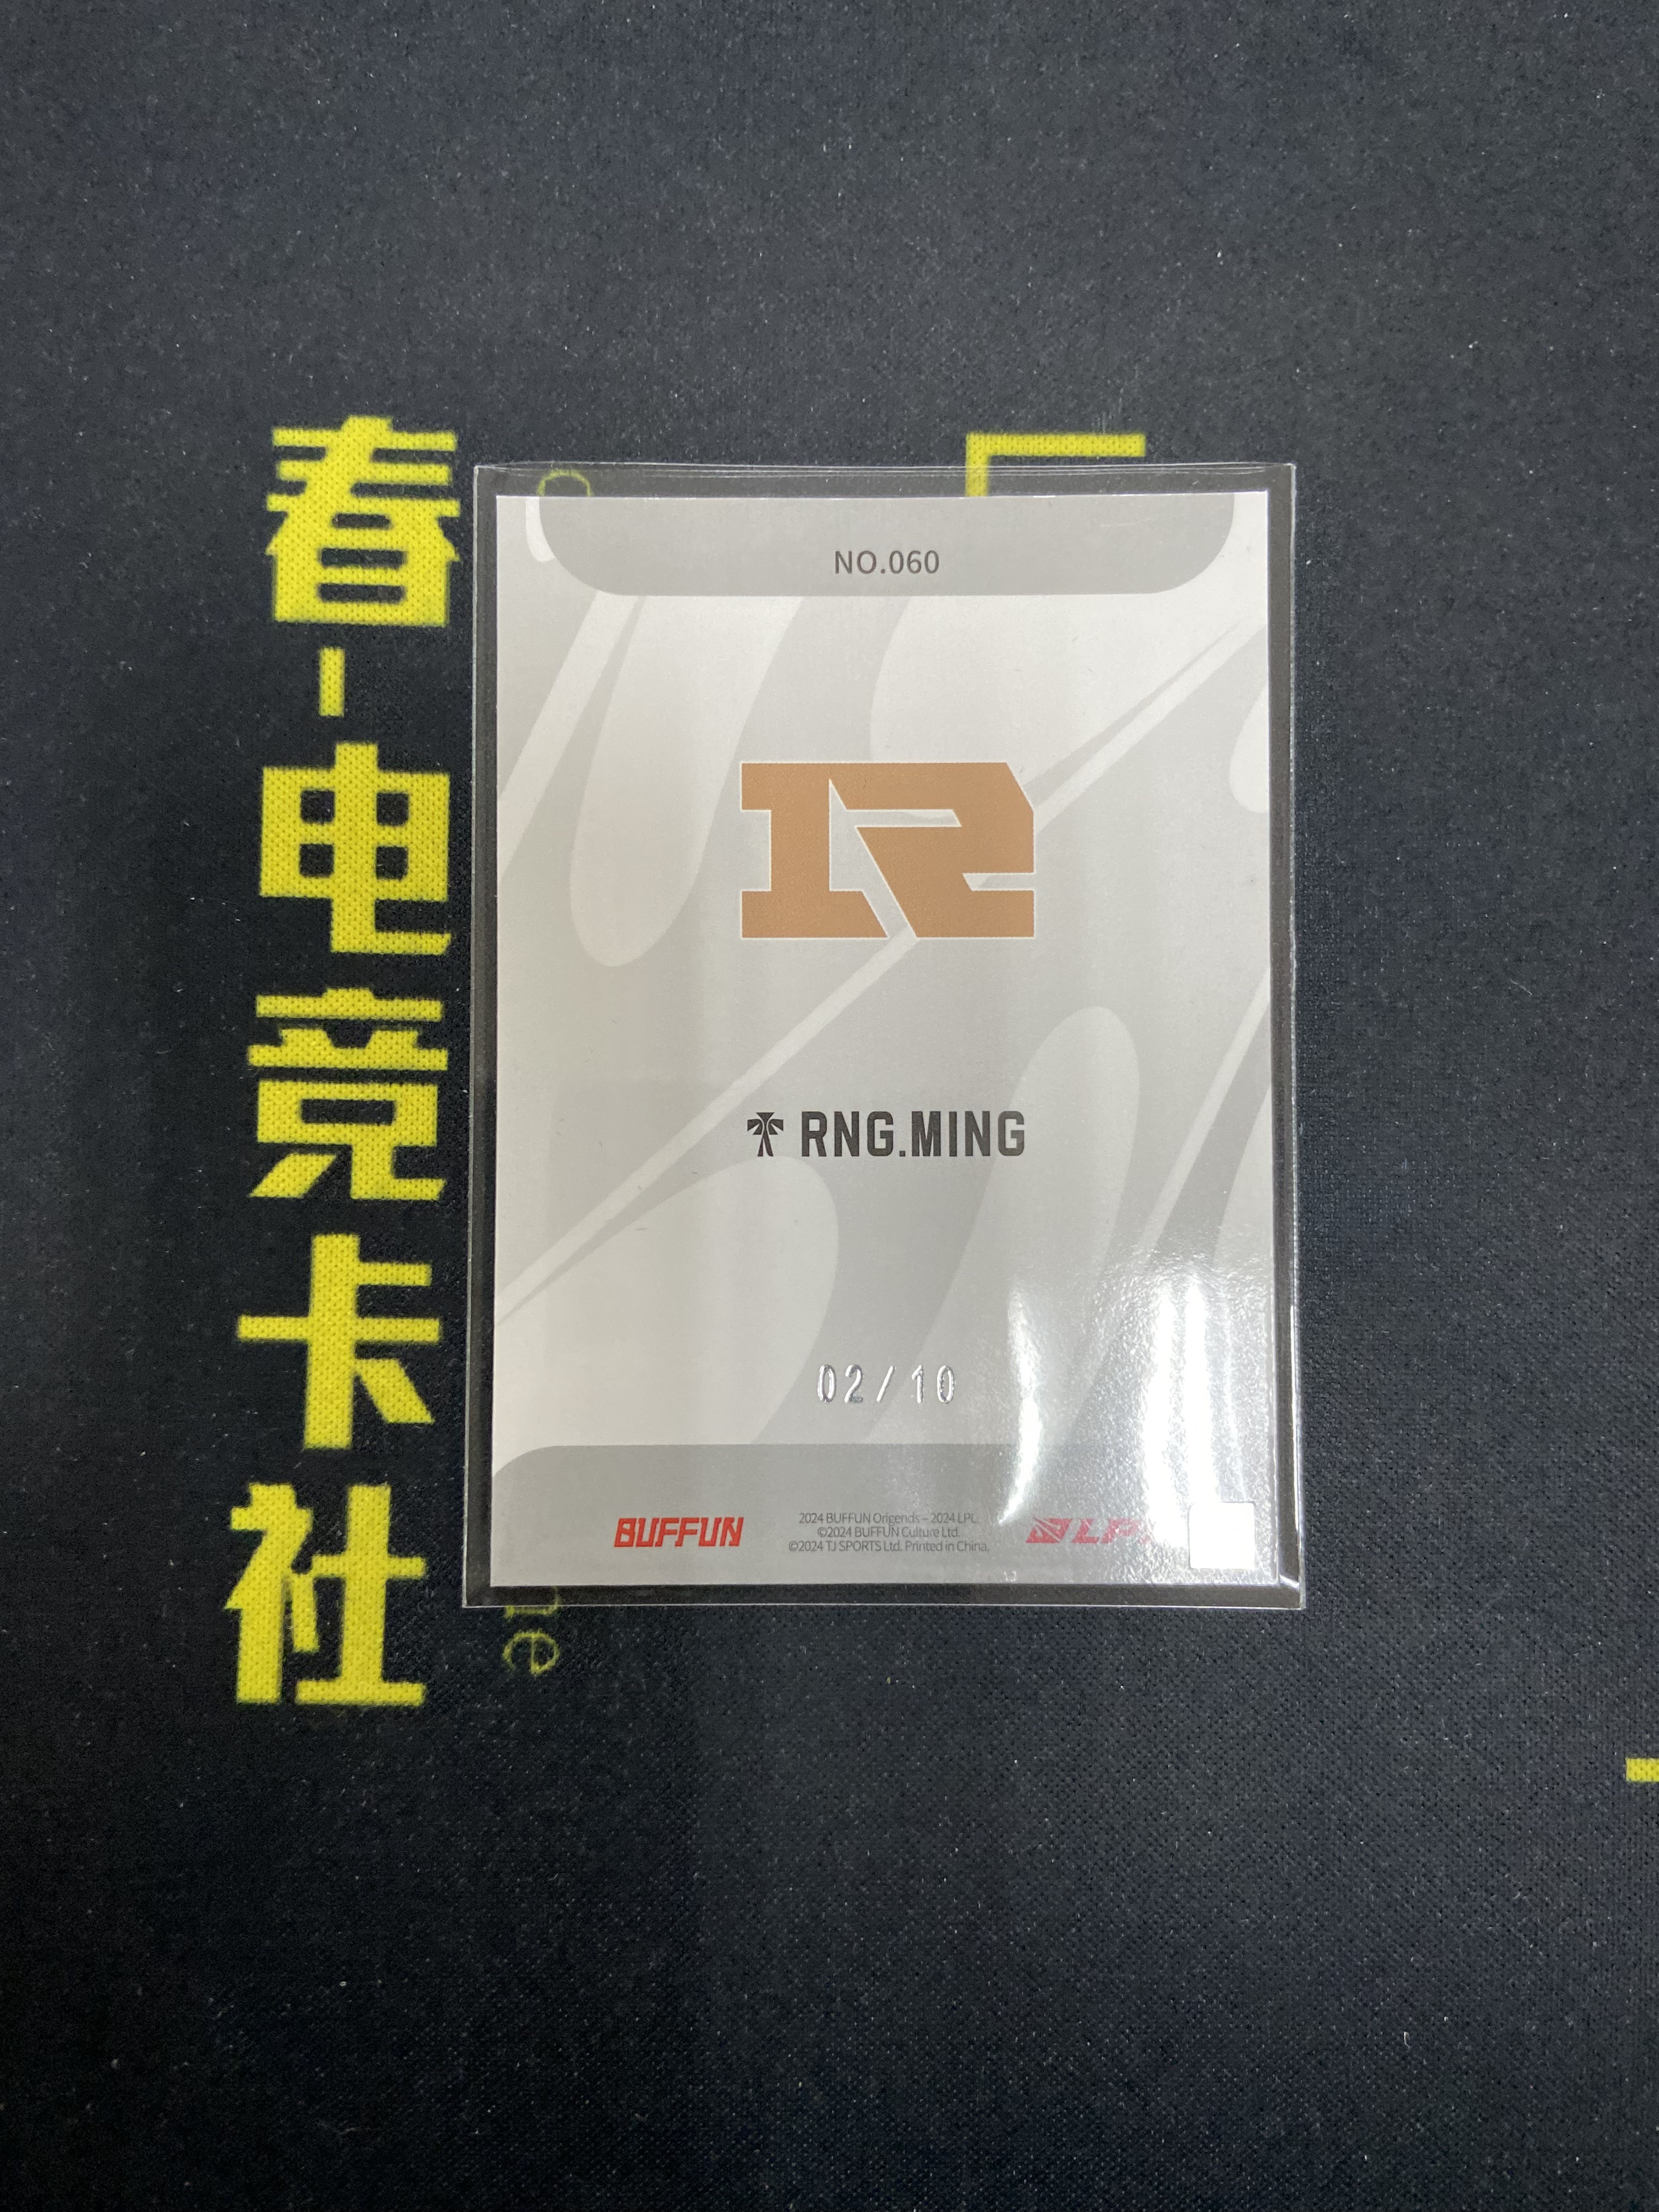 春-电竞卡社
NO.060
RNG.MING
02/10
BUFFUN
2024 BUFFUN Origends – 2024 LPL.
©2024 BUFFUN Culture Ltd.
©2024 TJ SPORTS Ltd. Printed in China.